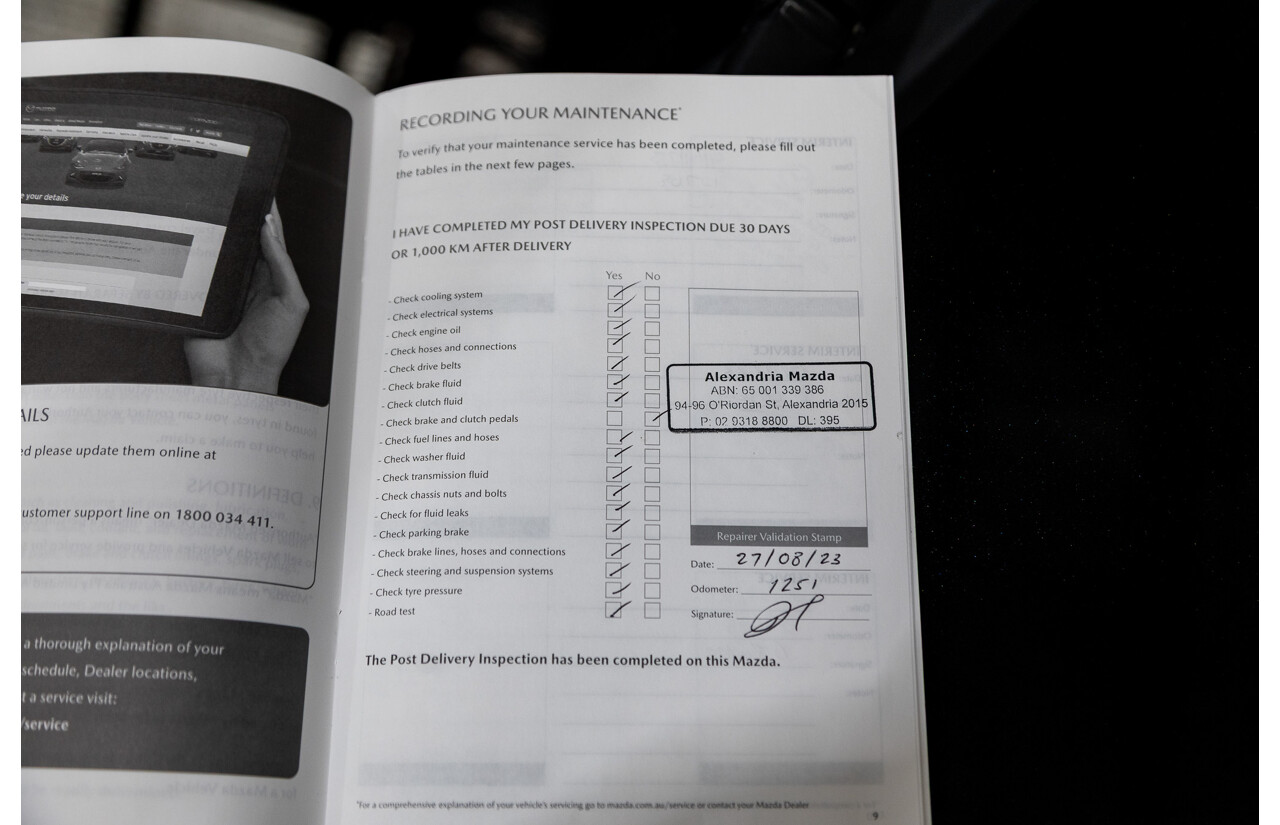 your details
AILS
ed please update them online at
ustomer support line on 1800 034 411.
a thorough explanation of your
schedule, Dealer locations,
t a service visit:
/service
RECORDING YOUR MAINTENANCE*
To verify that your maintenance service has been completed, please fill out
the tables in the next few pages.
I HAVE COMPLETED MY POST DELIVERY INSPECTION DUE 30 DAYS
OR 1,000 KM AFTER DELIVERY
Yes No
- Check cooling system
- Check electrical systems
- Check engine oil
- Check hoses and connections
- Check drive belts
- Check brake fluid
- Check clutch fluid
- Check brake and clutch pedals
- Check fuel lines and hoses
- Check washer fluid
- Check transmission fluid
- Check chassis nuts and bolts
- Check for fluid leaks
- Check parking brake
- Check brake lines, hoses and connections
- Check steering and suspension systems
- Check tyre pressure
- Road test
Alexandria Mazda
ABN: 65 001 339 386
94-96 O'Riordan St, Alexandria 2015
P: 02 9318 8800 DL: 395
Repairer Validation Stamp
Date: 27/08/23
Odometer: 1251
Signature:
The Post Delivery Inspection has been completed on this Mazda.
*For a comprehensive explanation of your vehicle's servicing go to mazda.com.au/service or contact your Mazda Dealer
9